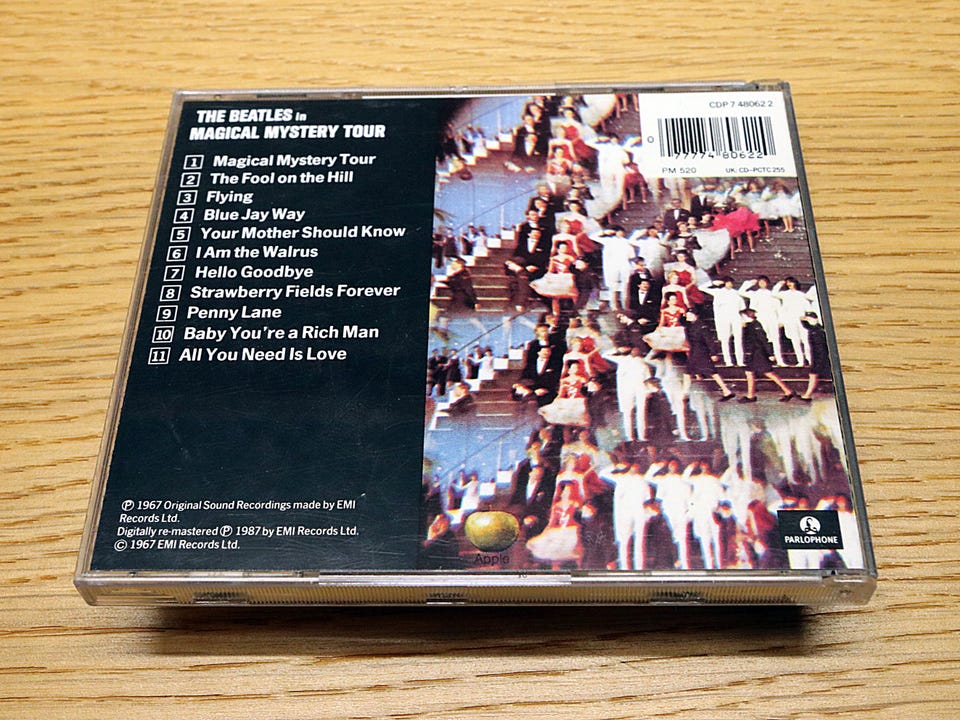 THE BEATLES in
MAGICAL MYSTERY TOUR
1 Magical Mystery Tour
2 The Fool on the Hill
3 Flying
4 Blue Jay Way
5 Your Mother Should Know
6 I Am the Walrus
7 Hello Goodbye
8 Strawberry Fields Forever
9 Penny Lane
10 Baby You're a Rich Man
11 All You Need Is Love
℗ 1967 Original Sound Recordings made by EMI
Records Ltd.
Digitally re-mastered ℗ 1987 by EMI Records Ltd.
© 1967 EMI Records Ltd.
CDP 7 48062 2
0 77774 80622
PM 520 UK: CD-PCTC 255
Apple
PARLOPHONE